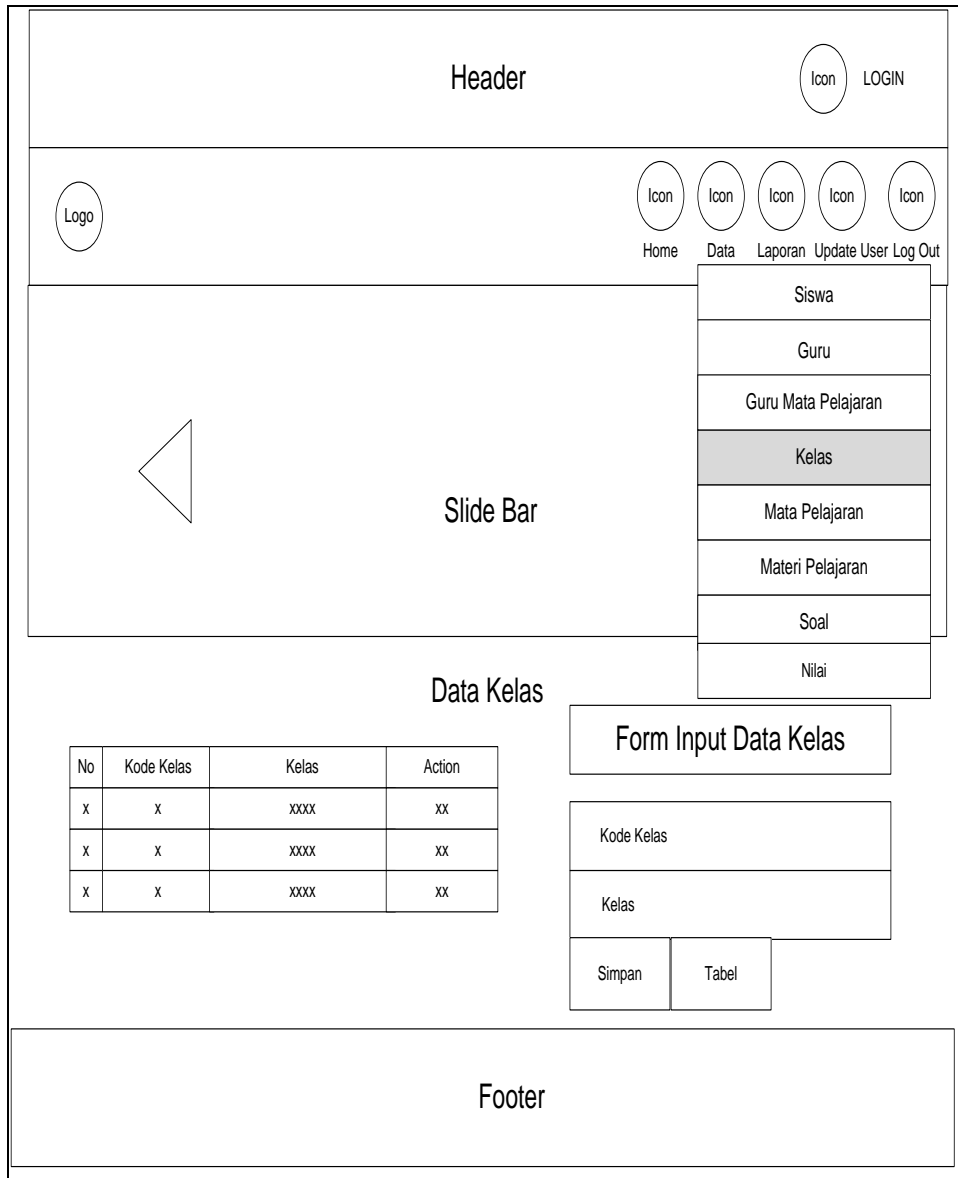 Header
Icon LOGIN
Logo
Icon Icon Icon Icon Icon
Home Data Laporan Update User Log Out
Siswa
Guru
Guru Mata Pelajaran
Kelas
Mata Pelajaran
Materi Pelajaran
Soal
Nilai
Slide Bar
Data Kelas
No Kode Kelas Kelas Action
x x xxxx xx
x x xxxx xx
x x xxxx xx
Form Input Data Kelas
Kode Kelas
Kelas
Simpan Tabel
Footer